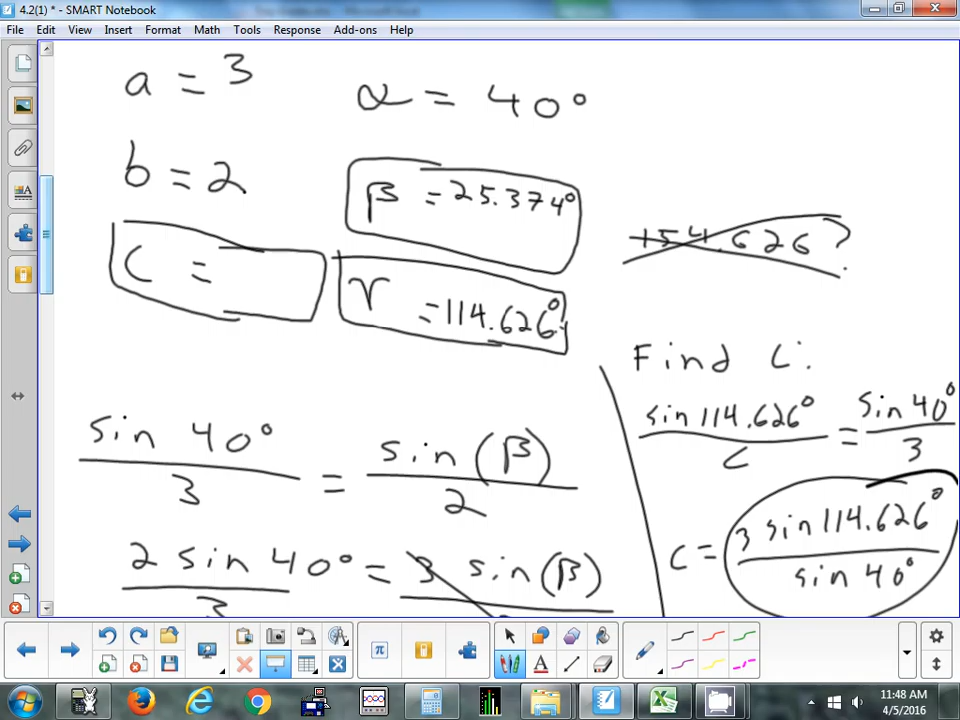 4.2(1) * - SMART Notebook
File Edit View Insert Format Math Tools Response Add-ons Help
a = 3
α = 40°
b = 2
β = 25.374°
154.626?
C =
γ = 114.626°
Find C:
sin 40° / 3 = sin (β) / 2
sin 114.626° / C = sin 40° / 3
2 sin 40° / 3 = 3 sin (β)
C = 3 sin 114.626° / sin 40°
11:48 AM
4/5/2016